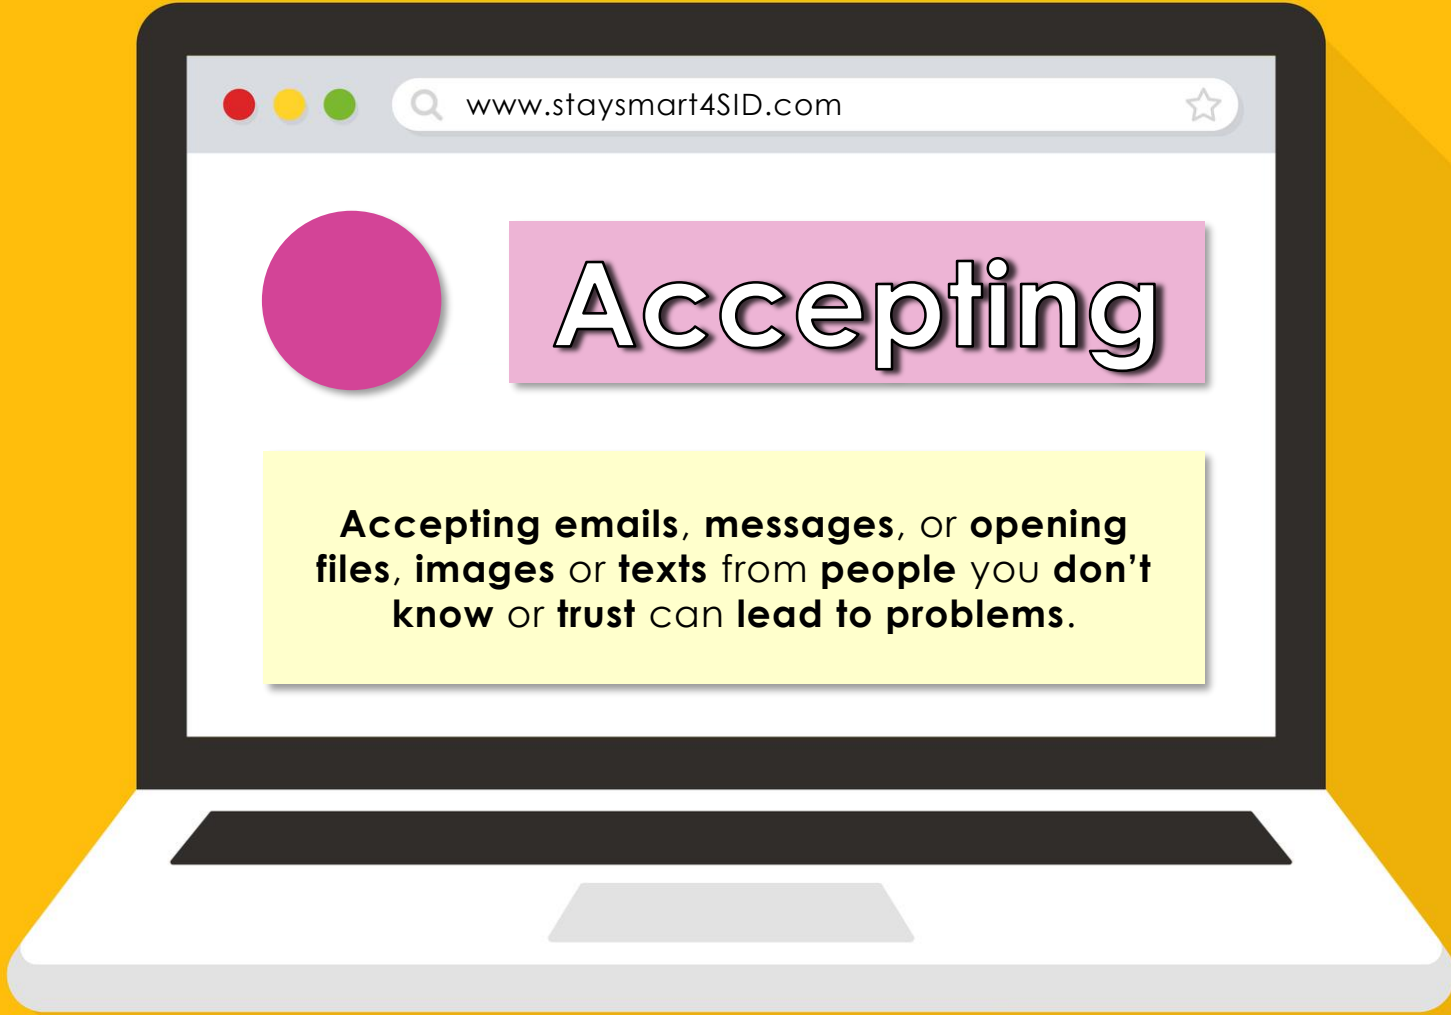 www.staysmart4SID.com
Accepting
Accepting emails, messages, or opening
files, images or texts from people you don’t
know or trust can lead to problems.